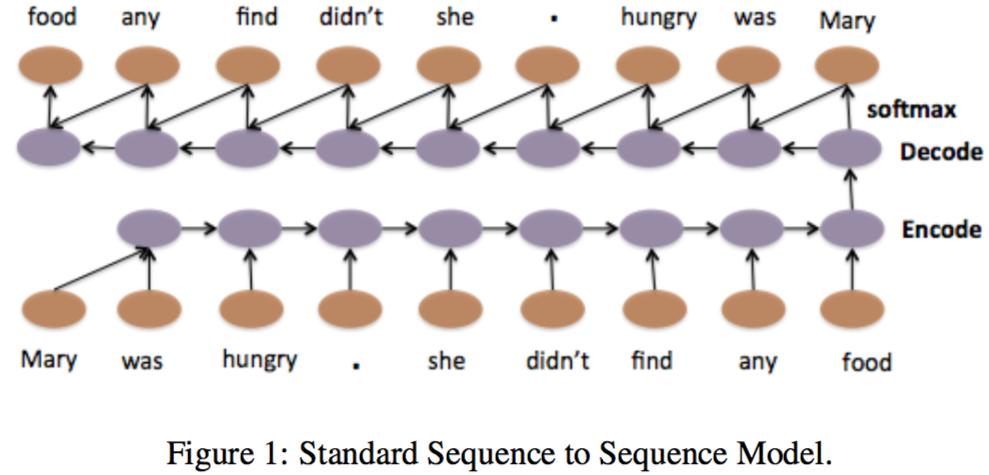 food any find didn't she . hungry was Mary
softmax
Decode
Encode
Mary was hungry . she didn't find any food
Figure 1: Standard Sequence to Sequence Model.